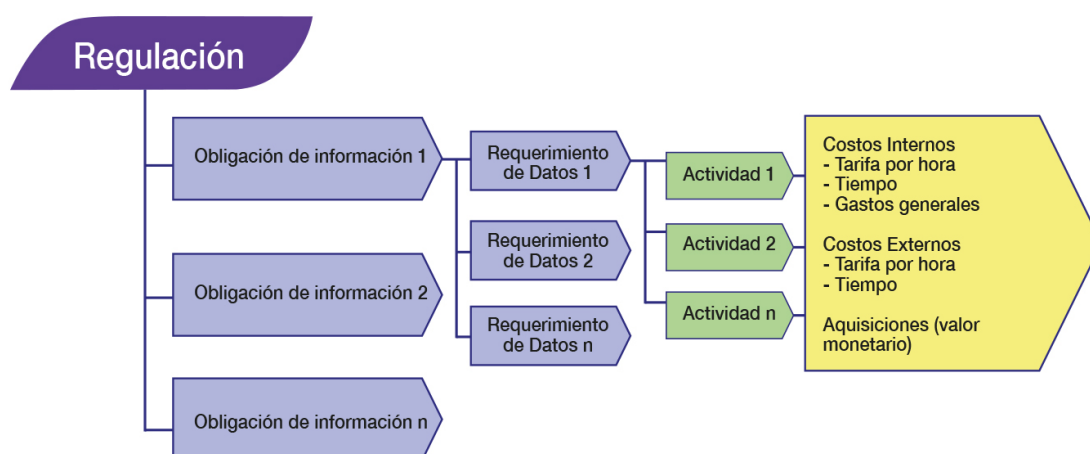 Regulación
Obligación de información 1
Obligación de información 2
Obligación de información n
Requerimiento
de Datos 1
Requerimiento
de Datos 2
Requerimiento
de Datos n
Actividad 1
Actividad 2
Actividad n
Costos Internos
- Tarifa por hora
- Tiempo
- Gastos generales
Costos Externos
- Tarifa por hora
- Tiempo
Aquisiciones (valor
monetario)